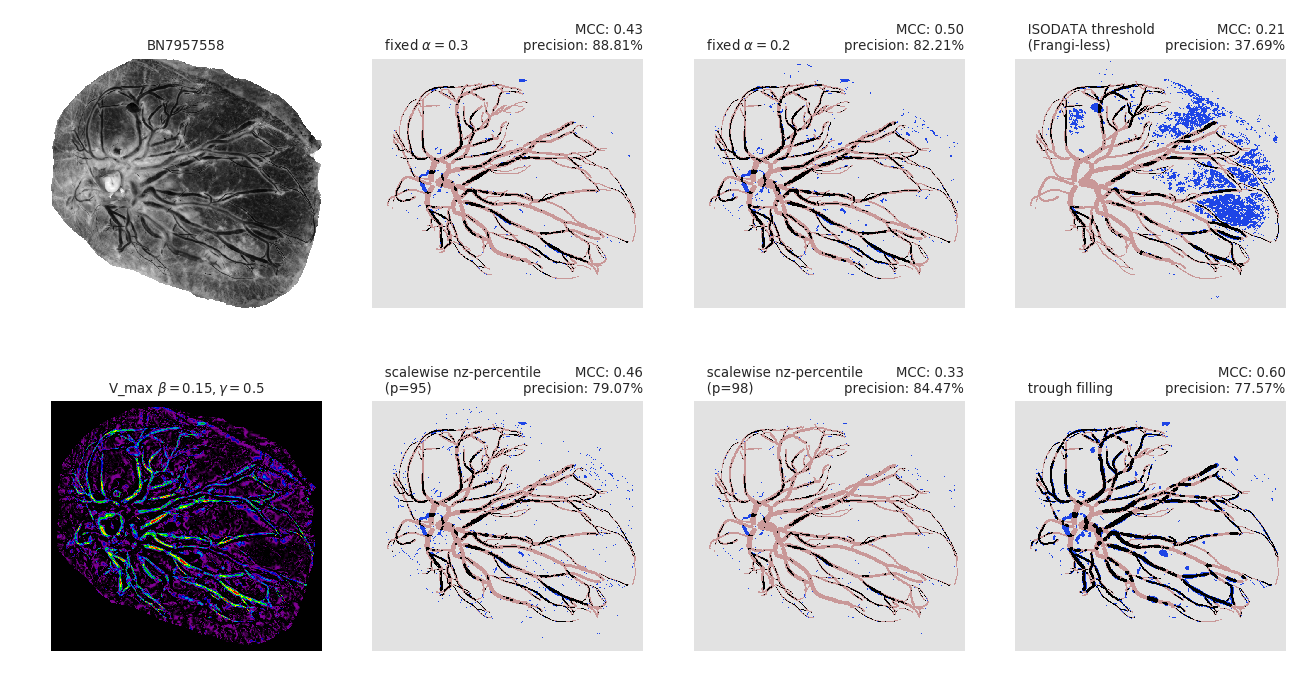 BN7957558
MCC: 0.43
fixed α = 0.3 precision: 88.81%
MCC: 0.50
fixed α = 0.2 precision: 82.21%
ISODATA threshold MCC: 0.21
(Frangi-less) precision: 37.69%
V_max β = 0.15, γ = 0.5
scalewise nz-percentile MCC: 0.46
(p=95) precision: 79.07%
scalewise nz-percentile MCC: 0.33
(p=98) precision: 84.47%
MCC: 0.60
trough filling precision: 77.57%